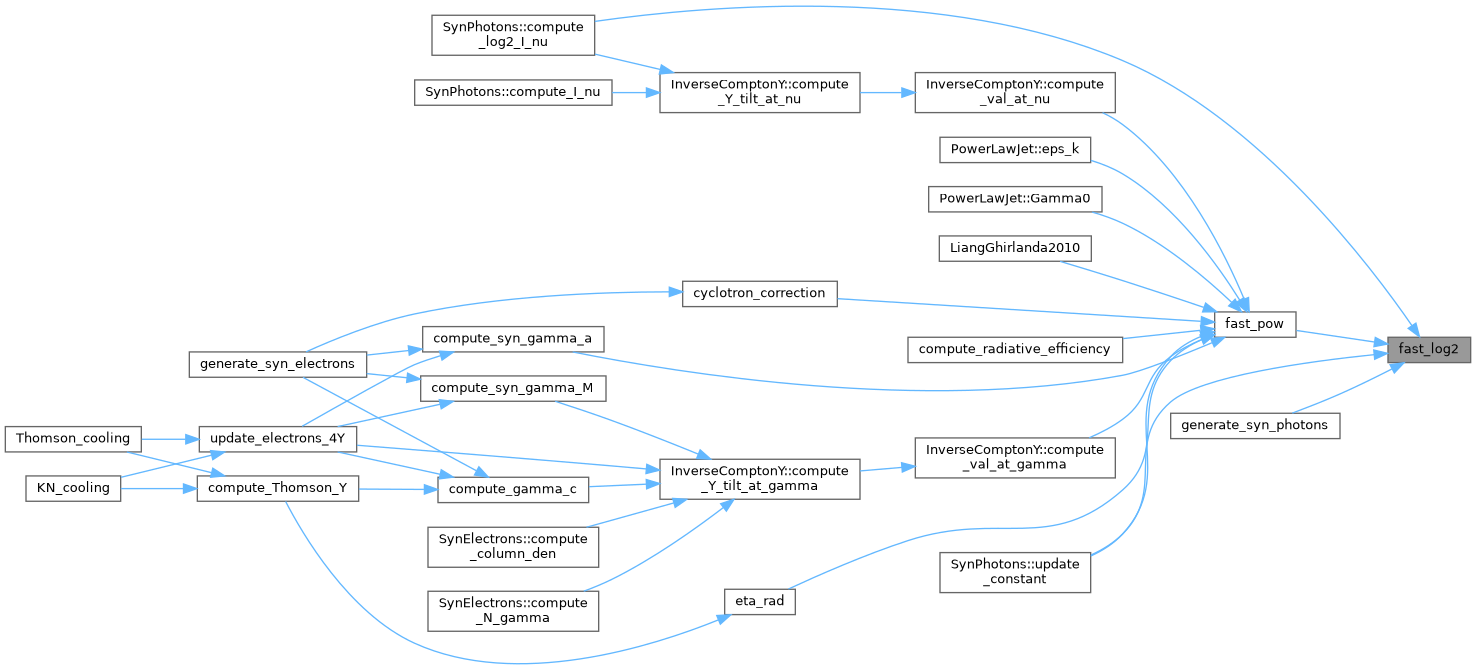 SynPhotons::compute
_log2_I_nu
SynPhotons::compute_I_nu
InverseComptonY::compute
_Y_tilt_at_nu
InverseComptonY::compute
_val_at_nu
PowerLawJet::eps_k
PowerLawJet::Gamma0
LiangGhirlanda2010
cyclotron_correction
fast_pow
compute_syn_gamma_a
fast_log2
compute_radiative_efficiency
generate_syn_electrons
compute_syn_gamma_M
generate_syn_photons
Thomson_cooling
update_electrons_4Y
InverseComptonY::compute
_val_at_gamma
InverseComptonY::compute
_Y_tilt_at_gamma
KN_cooling
compute_Thomson_Y
compute_gamma_c
SynElectrons::compute
_column_den
SynPhotons::update
_constant
eta_rad
SynElectrons::compute
_N_gamma